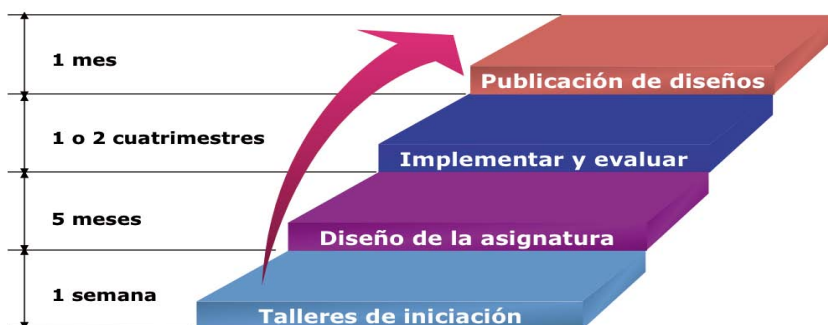 1 mes
Publicación de diseños
1 o 2 cuatrimestres
Implementar y evaluar
5 meses
Diseño de la asignatura
1 semana
Talleres de iniciación